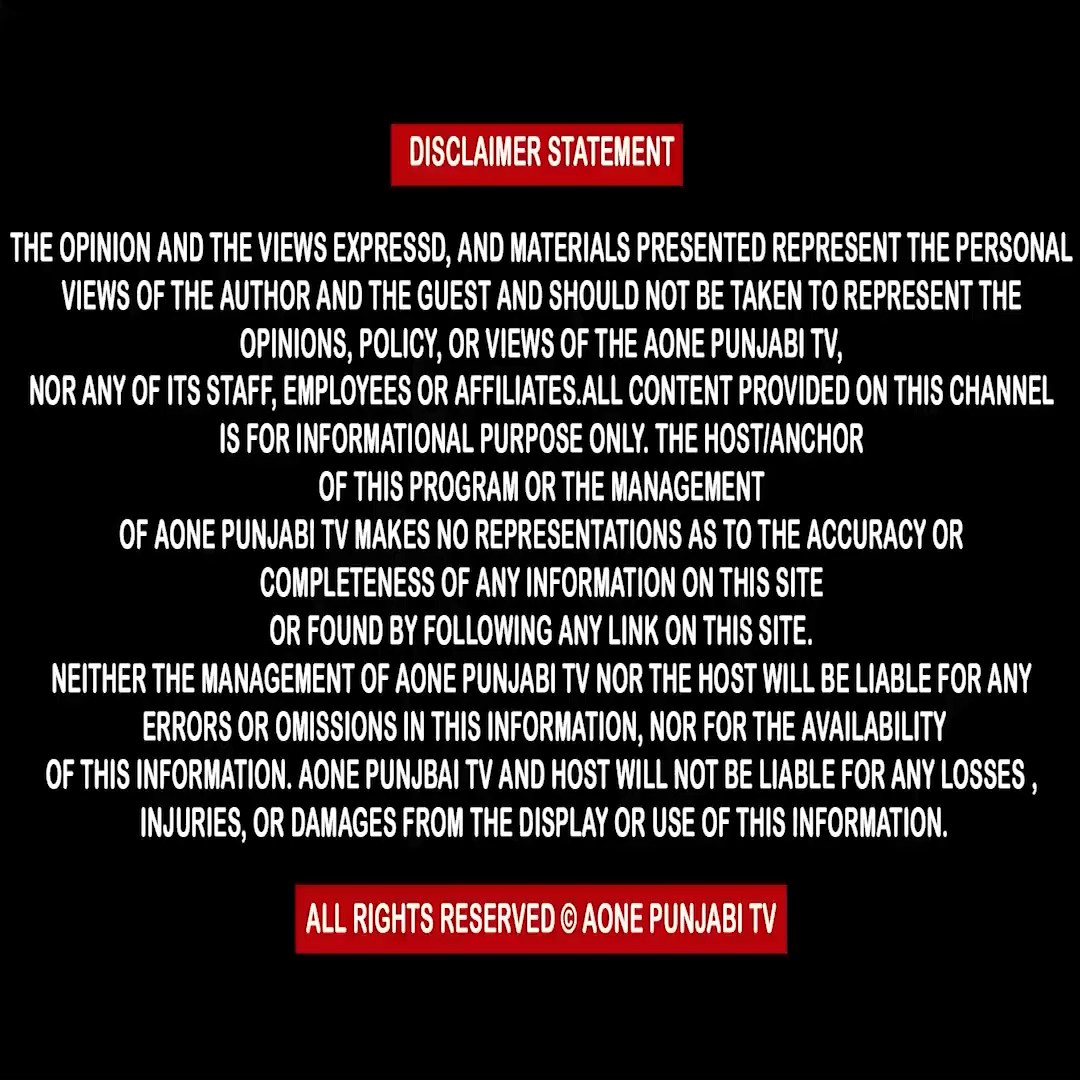 DISCLAIMER STATEMENT
THE OPINION AND THE VIEWS EXPRESSD, AND MATERIALS PRESENTED REPRESENT THE PERSONAL
VIEWS OF THE AUTHOR AND THE GUEST AND SHOULD NOT BE TAKEN TO REPRESENT THE
OPINIONS, POLICY, OR VIEWS OF THE AONE PUNJABI TV,
NOR ANY OF ITS STAFF, EMPLOYEES OR AFFILIATES.ALL CONTENT PROVIDED ON THIS CHANNEL
IS FOR INFORMATIONAL PURPOSE ONLY. THE HOST/ANCHOR
OF THIS PROGRAM OR THE MANAGEMENT
OF AONE PUNJABI TV MAKES NO REPRESENTATIONS AS TO THE ACCURACY OR
COMPLETENESS OF ANY INFORMATION ON THIS SITE
OR FOUND BY FOLLOWING ANY LINK ON THIS SITE.
NEITHER THE MANAGEMENT OF AONE PUNJABI TV NOR THE HOST WILL BE LIABLE FOR ANY
ERRORS OR OMISSIONS IN THIS INFORMATION, NOR FOR THE AVAILABILITY
OF THIS INFORMATION. AONE PUNJBAI TV AND HOST WILL NOT BE LIABLE FOR ANY LOSSES ,
INJURIES, OR DAMAGES FROM THE DISPLAY OR USE OF THIS INFORMATION.
ALL RIGHTS RESERVED © AONE PUNJABI TV